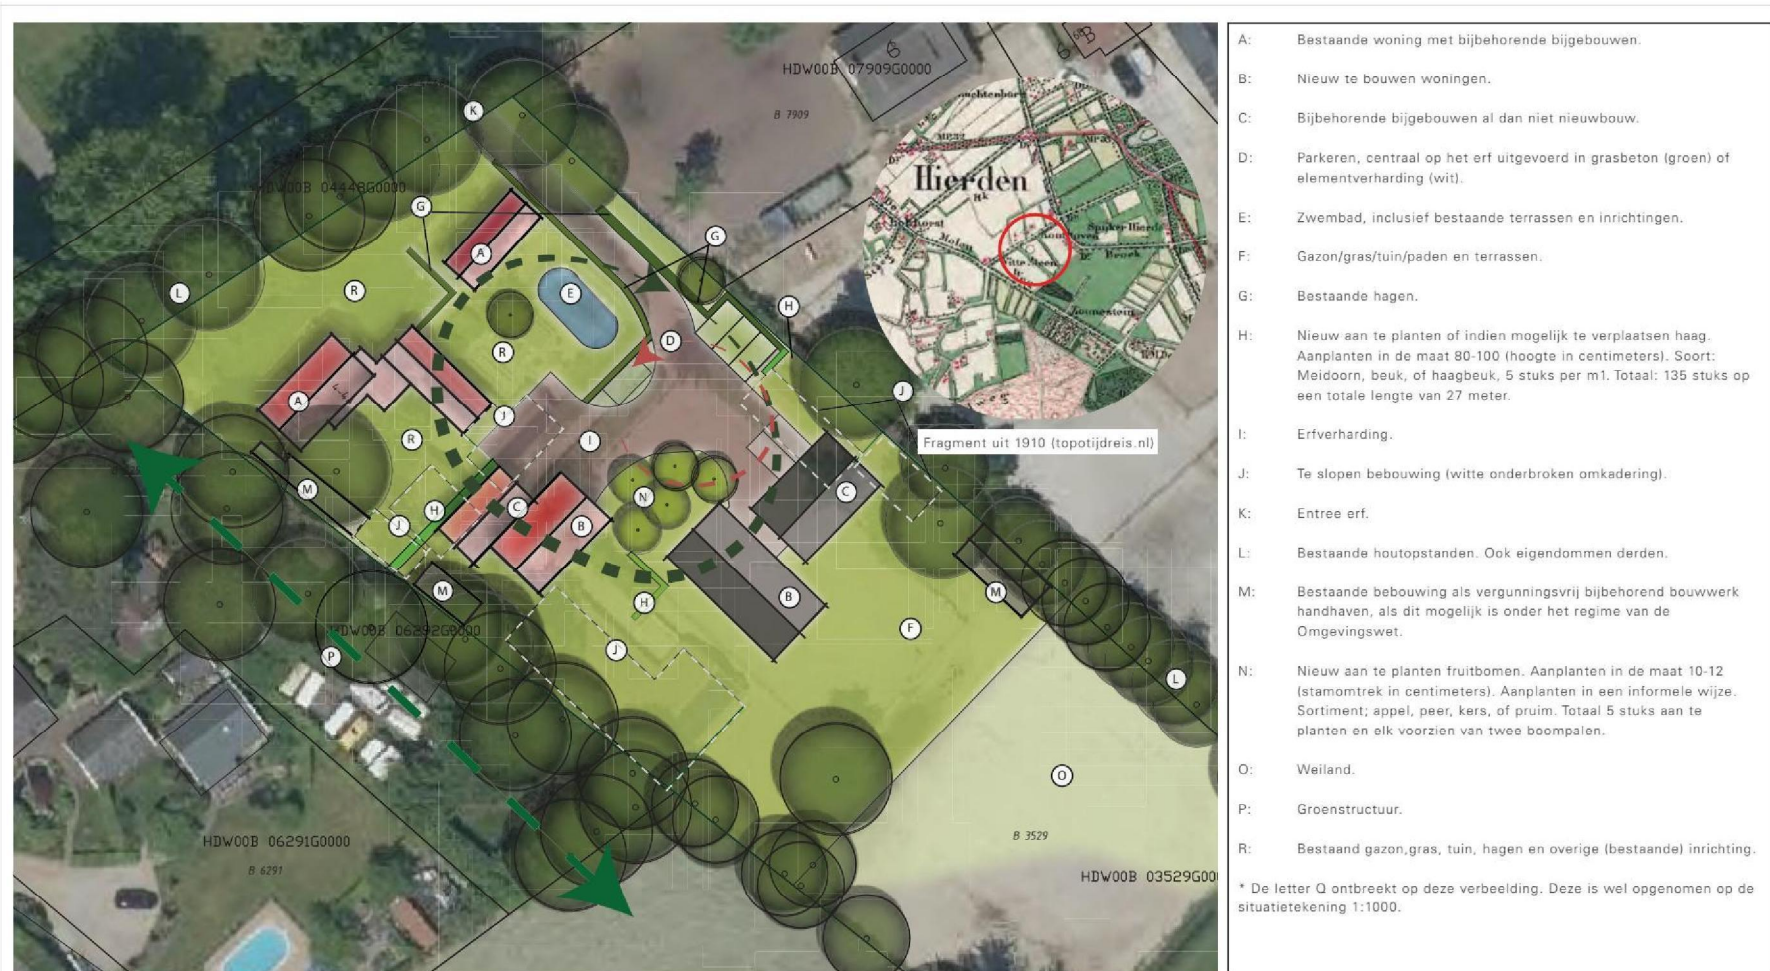 HDW00B 07909G0000
B 7909
6
K
HDW00B 04448G0000
G
A
G
L
R
E
H
D
R
A
J
J
R
I
M
C
N
H
C
B
J
M
B
M
H
HDW00B 06292G0000
F
J
P
L
O
B 3529
HDW00B 06291G0000
B 6291
HDW00B 03529G00
Hierden
Molen
Fragment uit 1910 (topotijdreis.nl)
A: Bestaande woning met bijbehorende bijgebouwen.
B: Nieuw te bouwen woningen.
C: Bijbehorende bijgebouwen al dan niet nieuwbouw.
D: Parkeren, centraal op het erf uitgevoerd in grasbeton (groen) of
elementverharding (wit).
E: Zwembad, inclusief bestaande terrassen en inrichtingen.
F: Gazon/gras/tuin/paden en terrassen.
G: Bestaande hagen.
H: Nieuw aan te planten of indien mogelijk te verplaatsen haag.
Aanplanten in de maat 80-100 (hoogte in centimeters). Soort:
Meidoorn, beuk, of haagbeuk, 5 stuks per m1. Totaal: 135 stuks op
een totale lengte van 27 meter.
I: Erfverharding.
J: Te slopen bebouwing (witte onderbroken omkadering).
K: Entree erf.
L: Bestaande houtopstanden. Ook eigendommen derden.
M: Bestaande bebouwing als vergunningsvrij bijbehorend bouwwerk
handhaven, als dit mogelijk is onder het regime van de
Omgevingswet.
N: Nieuw aan te planten fruitbomen. Aanplanten in de maat 10-12
(stamomtrek in centimeters). Aanplanten in een informele wijze.
Sortiment; appel, peer, kers, of pruim. Totaal 5 stuks aan te
planten en elk voorzien van twee boompalen.
O: Weiland.
P: Groenstructuur.
R: Bestaand gazon,gras, tuin, hagen en overige (bestaande) inrichting.
* De letter Q ontbreekt op deze verbeelding. Deze is wel opgenomen op de
situatietekening 1:1000.